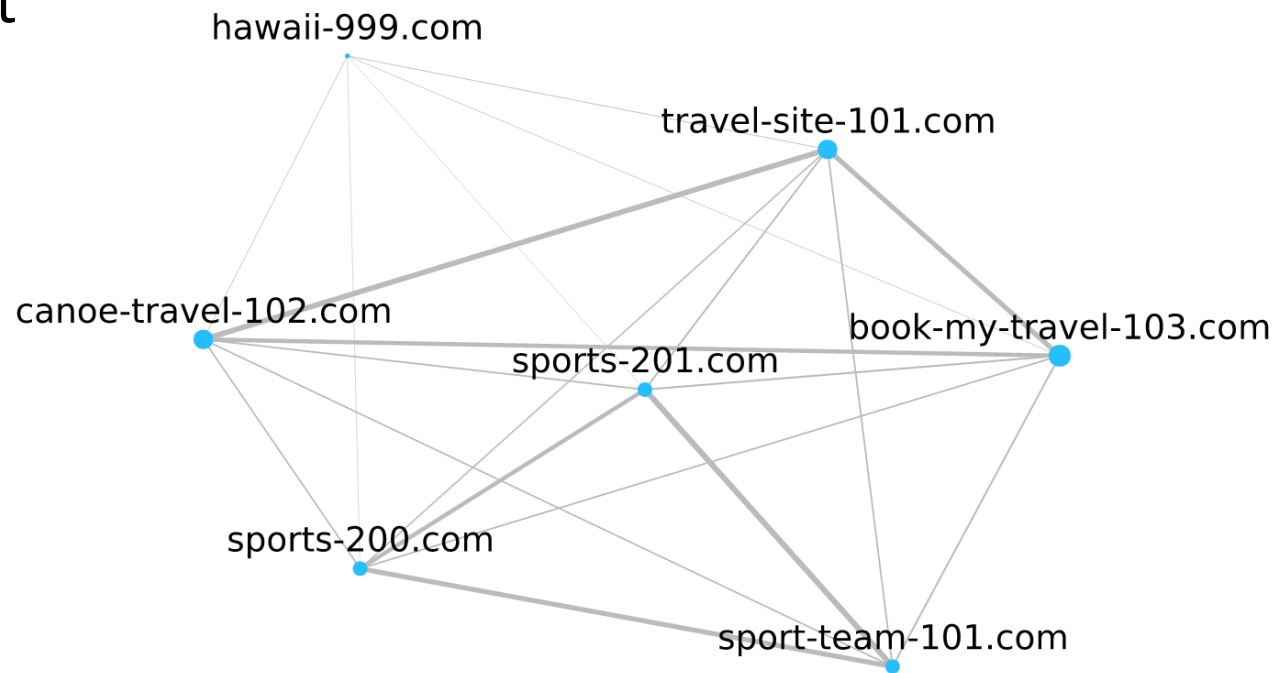 hawaii-999.com
travel-site-101.com
canoe-travel-102.com
book-my-travel-103.com
sports-201.com
sports-200.com
sport-team-101.com